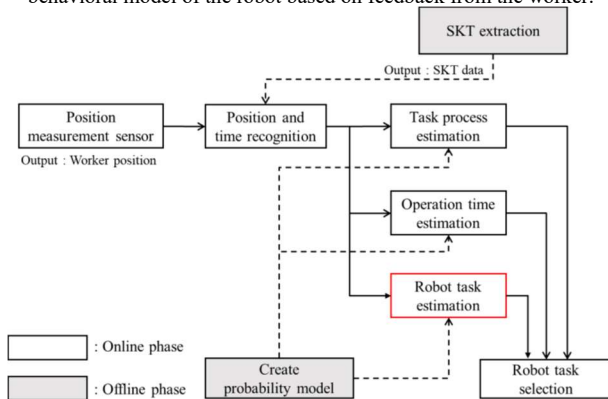 behavioral model of the robot based on feedback from the worker.
SKT extraction
Output : SKT data
Position
measurement sensor
Output : Worker position
Position and
time recognition
Task process
estimation
Operation time
estimation
Robot task
estimation
: Online phase
: Offline phase
Create
probability model
Robot task
selection